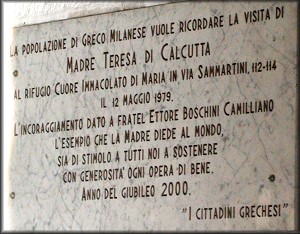 LA POPOLAZIONE DI GRECO MILANESE VUOLE RICORDARE LA VISITA DI
MADRE TERESA DI CALCUTTA
AL RIFUGIO CUORE IMMACOLATO DI MARIA IN VIA SAMMARTINI, 112-114
IL 12 MAGGIO 1979.
L'INCORAGGIAMENTO DATO A FRATEL ETTORE BOSCHINI CAMILLIANO
L'ESEMPIO CHE LA MADRE DIEDE AL MONDO,
SIA DI STIMOLO A TUTTI NOI A SOSTENERE
CON GENEROSITA' OGNI OPERA DI BENE.
ANNO DEL GIUBILEO 2000.
"I CITTADINI GRECHESI"